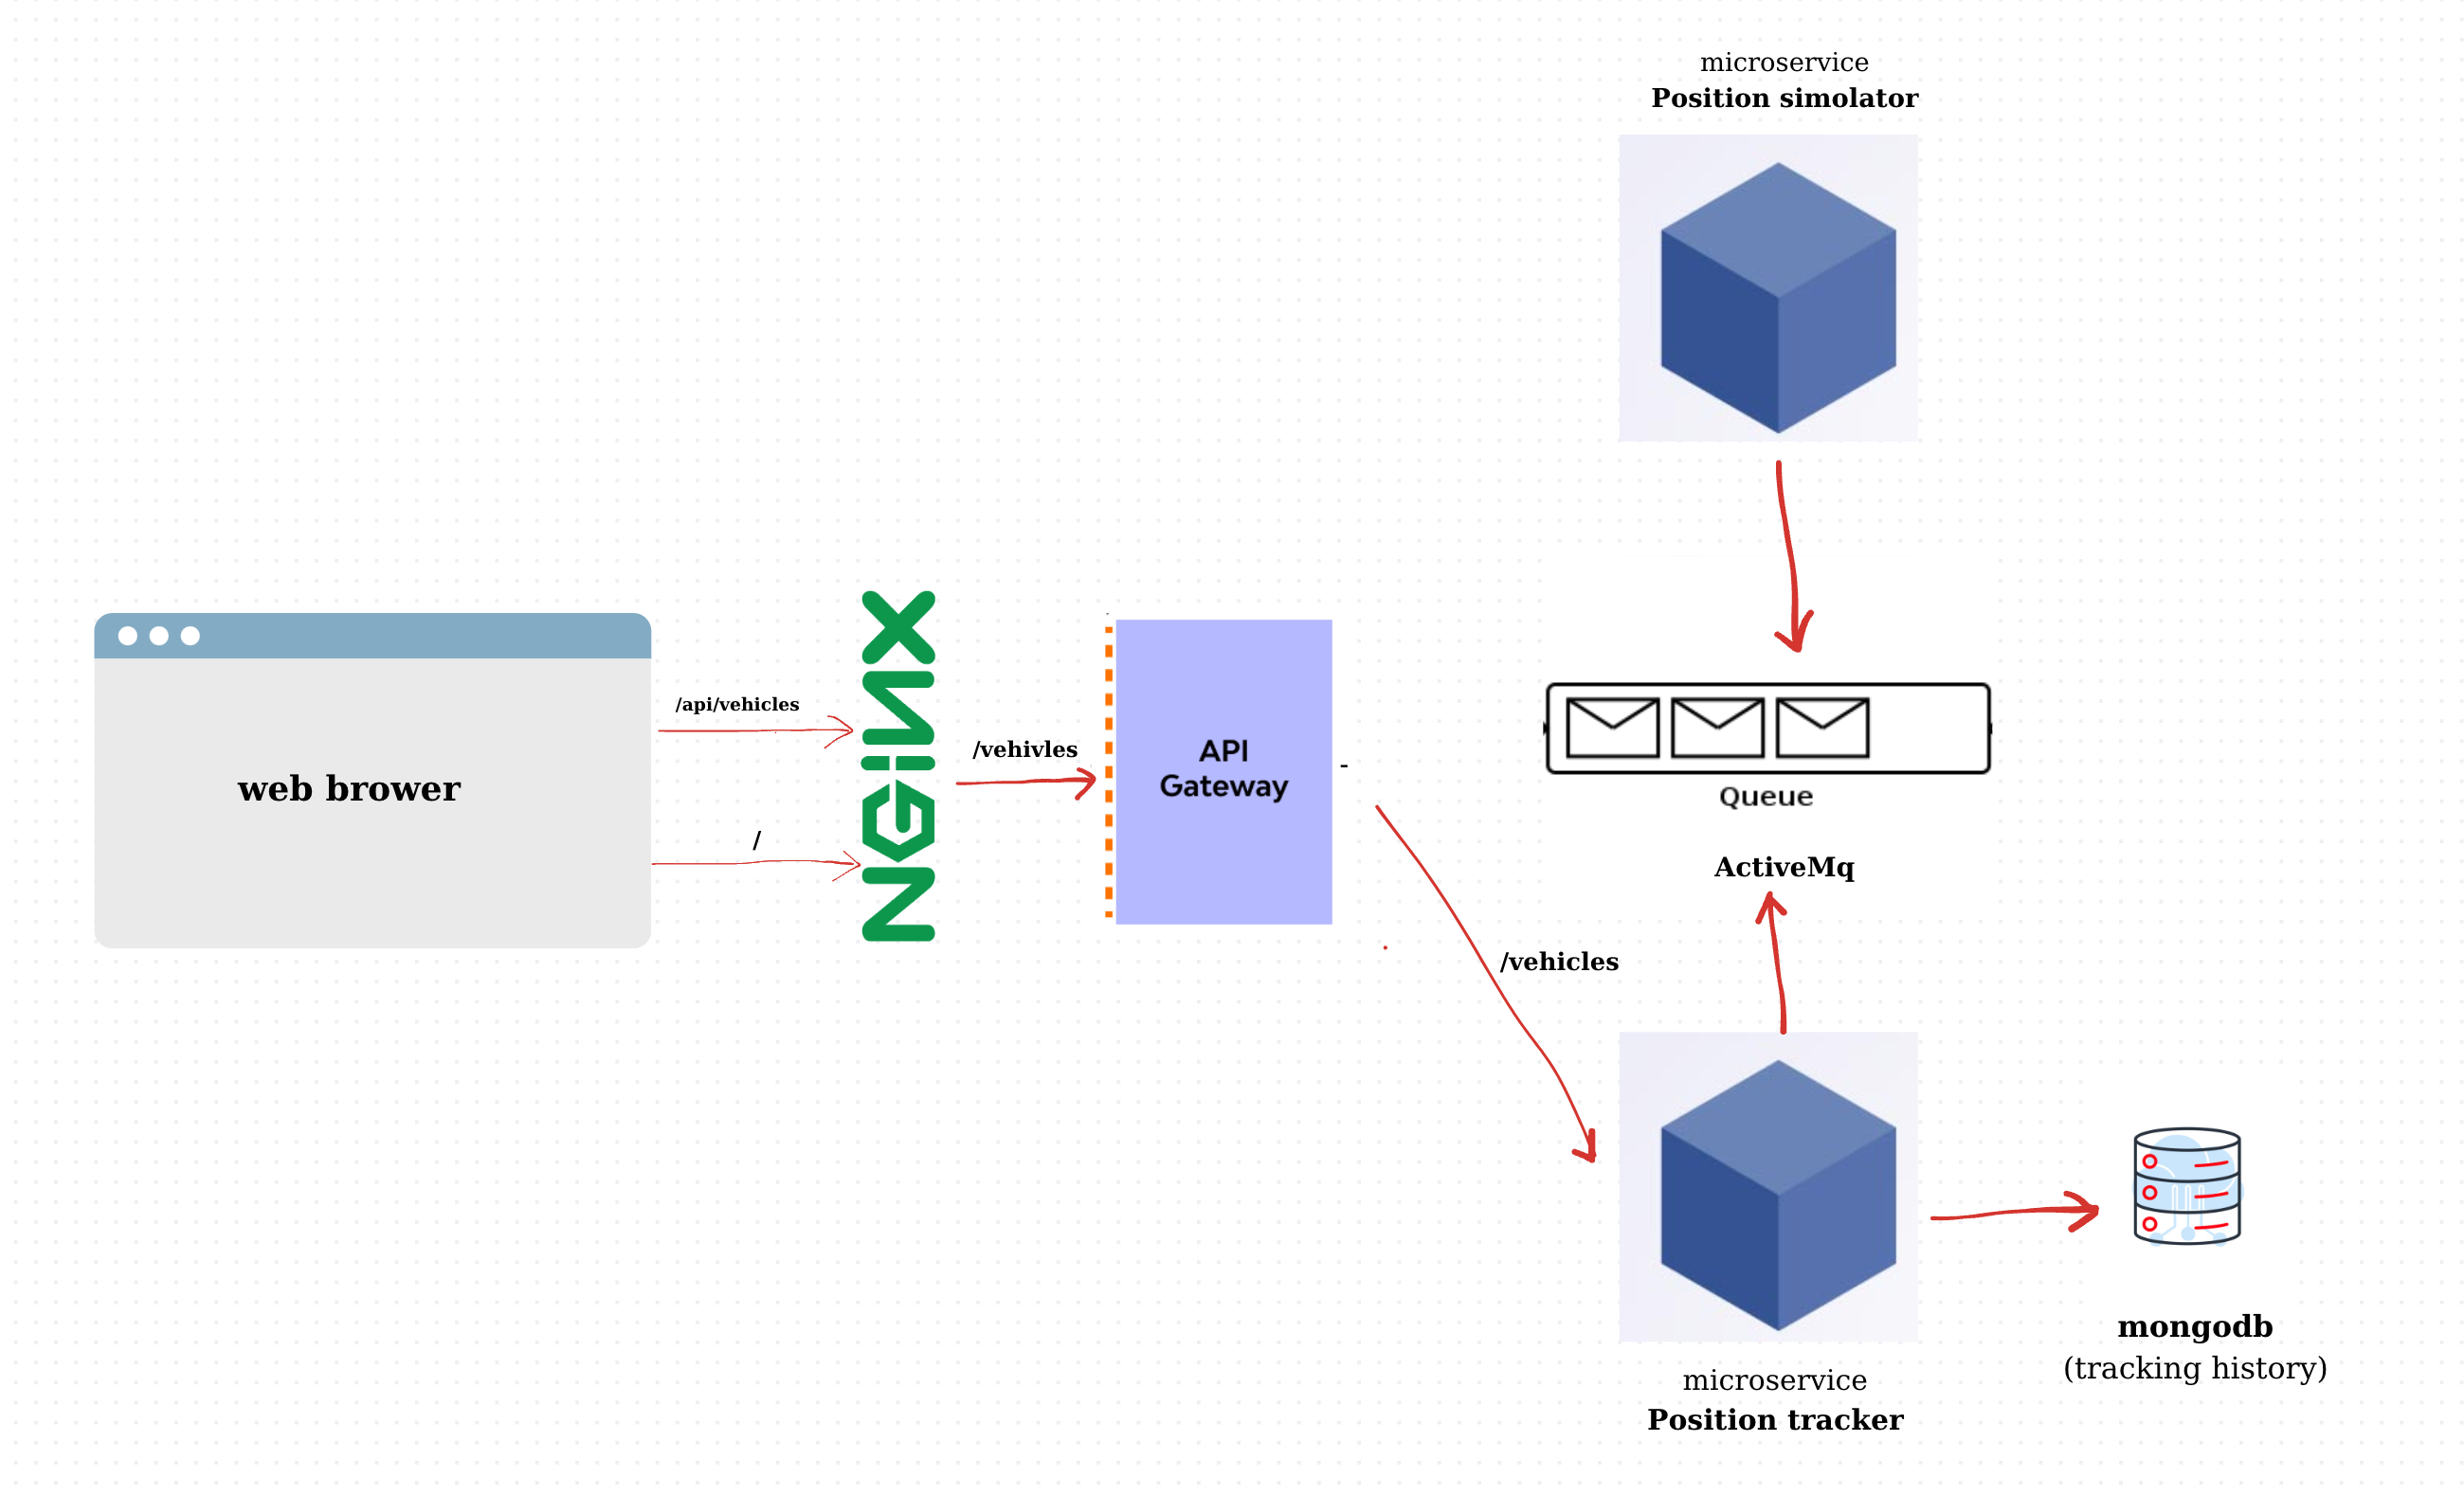 microservice
Position simolator
web brower
/api/vehicles
/
NGINX
/vehivles
API
Gateway
-
Queue
ActiveMq
/vehicles
microservice
Position tracker
mongodb
(tracking history)